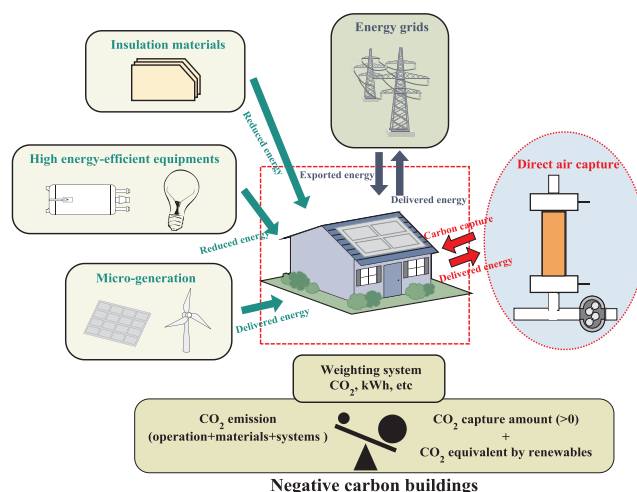 Insulation materials
Energy grids
Reduced energy
High energy-efficient equipments
Direct air capture
Exported energy
Delivered energy
Carbon capture
Reduced energy
Delivered energy
Micro-generation
Delivered energy
Weighting system
CO₂, kWh, etc
CO₂ emission
(operation+materials+systems )
CO₂ capture amount (>0)
+
CO₂ equivalent by renewables
Negative carbon buildings